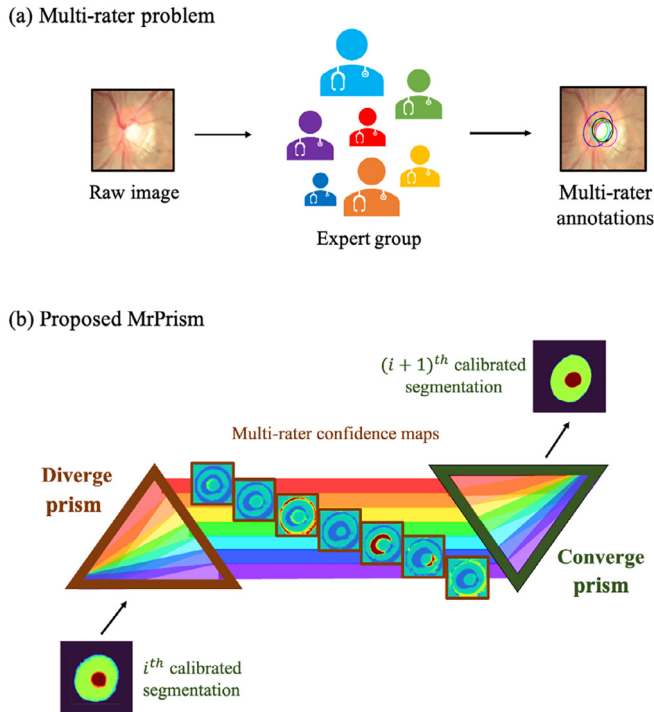 (a) Multi-rater problem
Raw image
Expert group
Multi-rater
annotations
(b) Proposed MrPrism
(i + 1)^th calibrated
segmentation
Multi-rater confidence maps
Diverge
prism
Converge
prism
i^th calibrated
segmentation